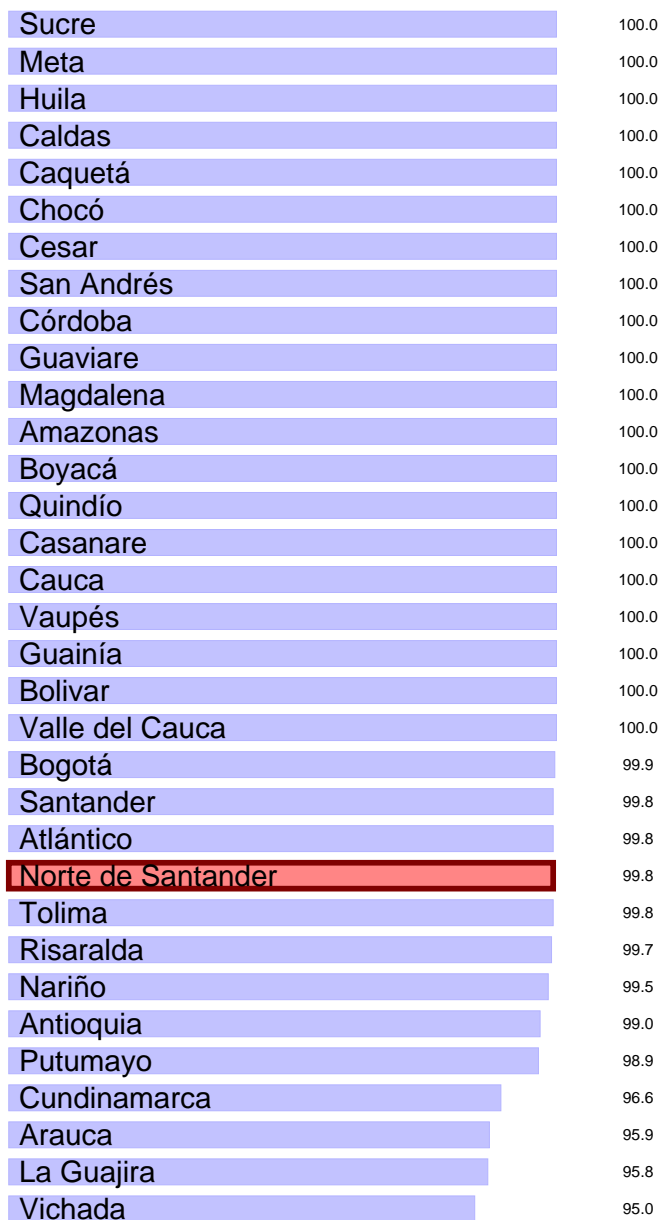 Sucre 100.0
Meta 100.0
Huila 100.0
Caldas 100.0
Caquetá 100.0
Chocó 100.0
Cesar 100.0
San Andrés 100.0
Córdoba 100.0
Guaviare 100.0
Magdalena 100.0
Amazonas 100.0
Boyacá 100.0
Quindío 100.0
Casanare 100.0
Cauca 100.0
Vaupés 100.0
Guainía 100.0
Bolivar 100.0
Valle del Cauca 100.0
Bogotá 99.9
Santander 99.8
Atlántico 99.8
Norte de Santander 99.8
Tolima 99.8
Risaralda 99.7
Nariño 99.5
Antioquia 99.0
Putumayo 98.9
Cundinamarca 96.6
Arauca 95.9
La Guajira 95.8
Vichada 95.0